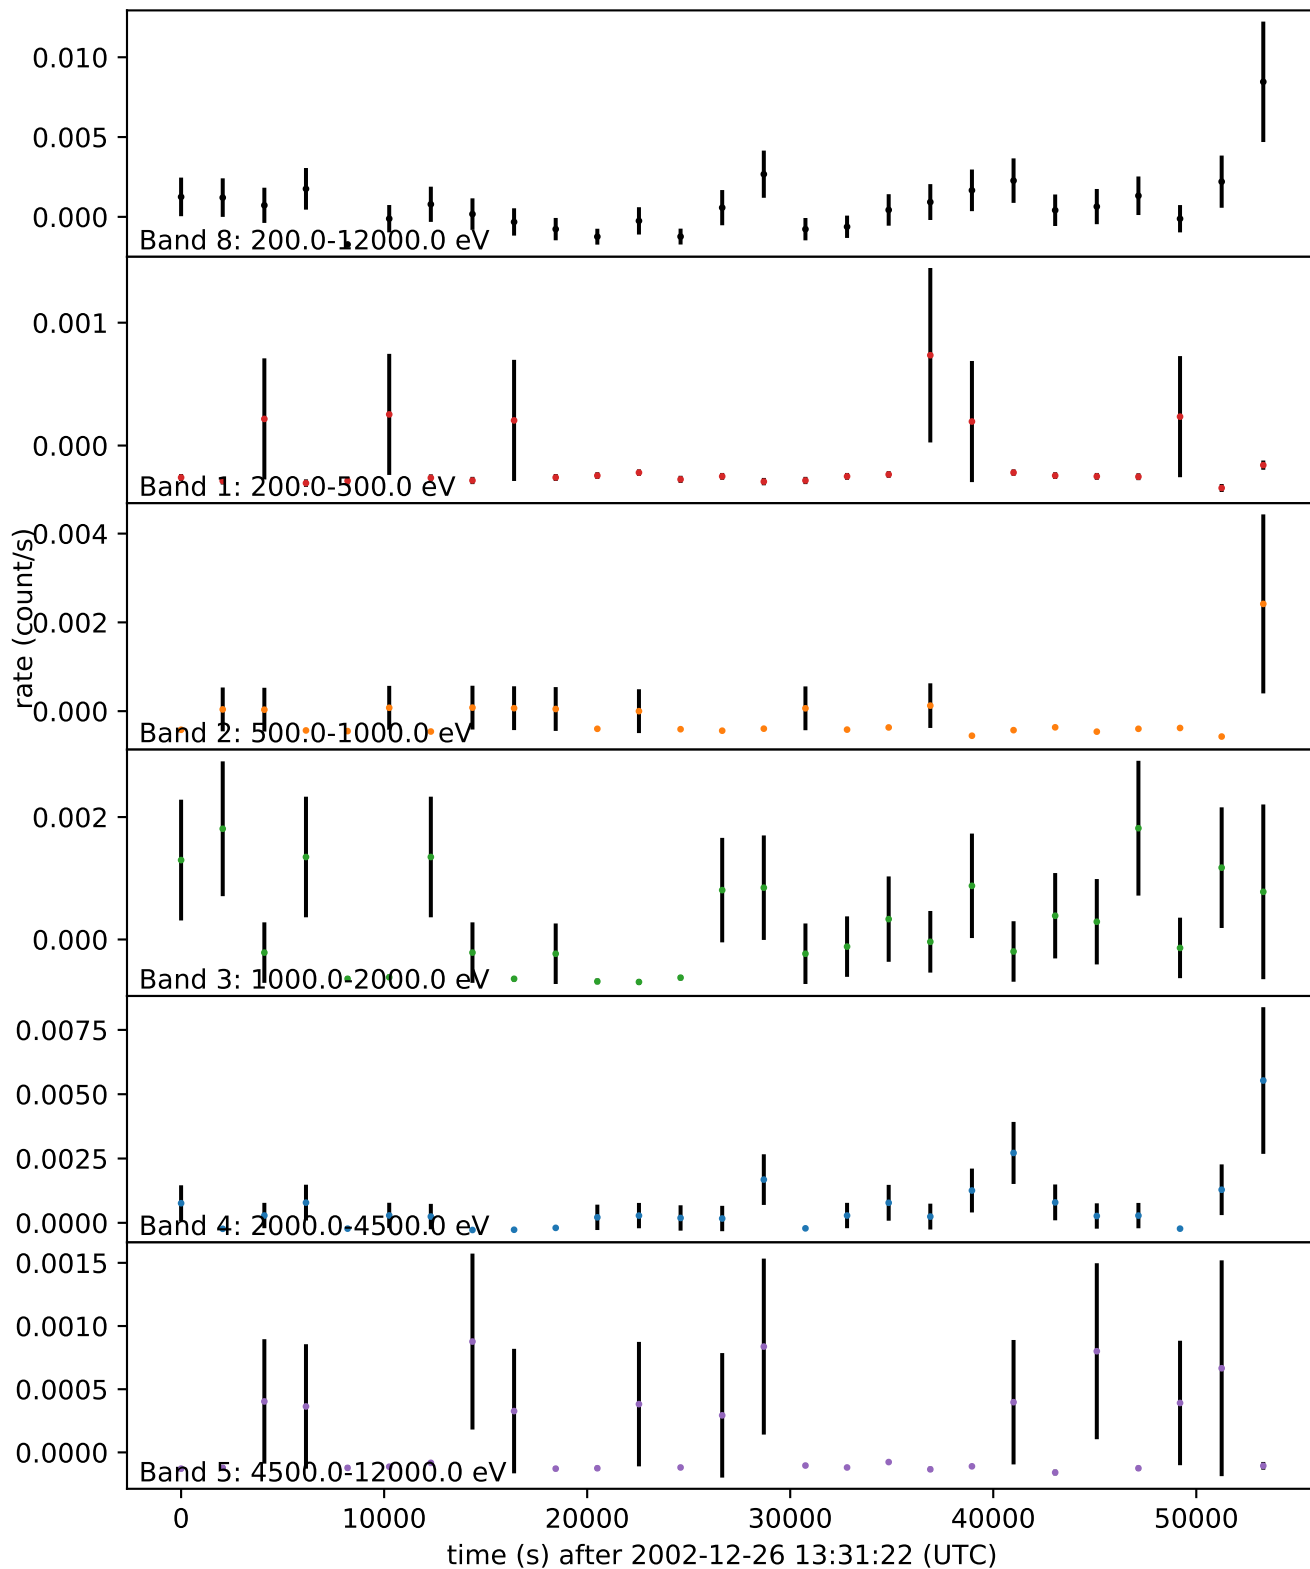 0.010
0.005
0.000
Band 8: 200.0-12000.0 eV
0.001
0.000
Band 1: 200.0-500.0 eV
rate (count/s)
0.004
0.002
0.000
Band 2: 500.0-1000.0 eV
0.002
0.000
Band 3: 1000.0-2000.0 eV
0.0075
0.0050
0.0025
0.0000
Band 4: 2000.0-4500.0 eV
0.0015
0.0010
0.0005
0.0000
Band 5: 4500.0-12000.0 eV
0 10000 20000 30000 40000 50000
time (s) after 2002-12-26 13:31:22 (UTC)